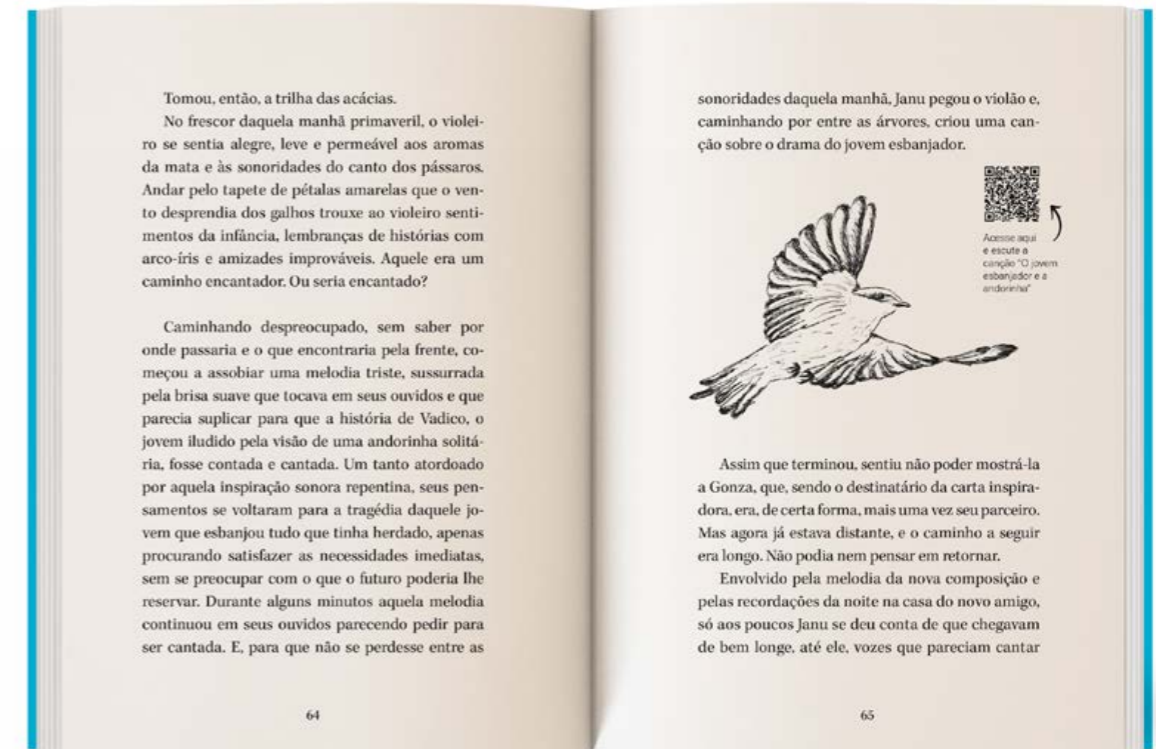 Tomou, então, a trilha das acácias.
No frescor daquela manhã primaveril, o violei-
ro se sentia alegre, leve e permeável aos aromas
da mata e às sonoridades do canto dos pássaros.
Andar pelo tapete de pétalas amarelas que o ven-
to desprendia dos galhos trouxe ao violeiro senti-
mentos da infância, lembranças de histórias com
arco-íris e amizades improváveis. Aquele era um
caminho encantador. Ou seria encantado?
Caminhando despreocupado, sem saber por
onde passaria e o que encontraria pela frente, co-
meçou a assobiar uma melodia triste, sussurrada
pela brisa suave que tocava em seus ouvidos e que
parecia suplicar para que a história de Vadico, o
jovem iludido pela visão de uma andorinha solitá-
ria, fosse contada e cantada. Um tanto atordoado
por aquela inspiração sonora repentina, seus pen-
samentos se voltaram para a tragédia daquele jo-
vem que esbanjou tudo que tinha herdado, apenas
procurando satisfazer as necessidades imediatas,
sem se preocupar com o que o futuro poderia lhe
reservar. Durante alguns minutos aquela melodia
continuou em seus ouvidos parecendo pedir para
ser cantada. E, para que não se perdesse entre as
64
sonoridades daquela manhã, Janu pegou o violão e,
caminhando por entre as árvores, criou uma can-
ção sobre o drama do jovem esbanjador.
Acesse aqui
e escute a
canção "O jovem
esbanjador e a
andorinha"
Assim que terminou, sentiu não poder mostrá-la
a Gonza, que, sendo o destinatário da carta inspira-
dora, era, de certa forma, mais uma vez seu parceiro.
Mas agora já estava distante, e o caminho a seguir
era longo. Não podia nem pensar em retornar.
Envolvido pela melodia da nova composição e
pelas recordações da noite na casa do novo amigo,
só aos poucos Janu se deu conta de que chegavam
de bem longe, até ele, vozes que pareciam cantar
65